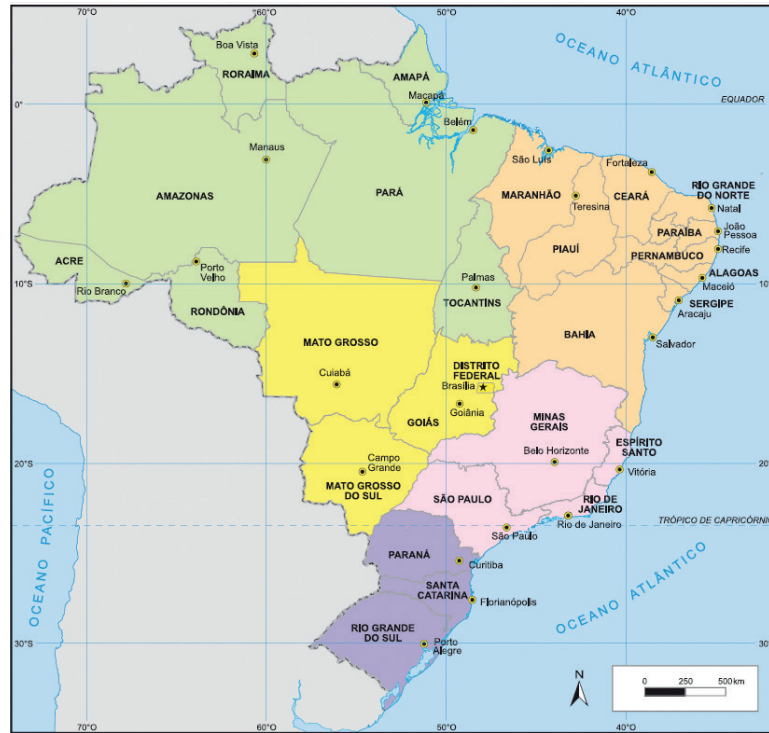 70°O
60°O
50°O
40°O
OCEANO ATLÂNTICO
Boa Vista
RORAIMA
AMAPÁ
Macapá
EQUADOR
0°
Belém
Manaus
São Luís
Fortaleza
AMAZONAS
PARÁ
MARANHÃO
CEARÁ
RIO GRANDE
DO NORTE
Teresina
Natal
João
Pessoa
PARAÍBA
PIAUÍ
PERNAMBUCO
Recife
ACRE
Porto
Velho
Palmas
ALAGOAS
Maceió
10°S
Rio Branco
TOCANTINS
SERGIPE
Aracaju
RONDÔNIA
MATO GROSSO
BAHIA
Salvador
DISTRITO
FEDERAL
Cuiabá
Brasília
GOIÁS
Goiânia
MINAS
GERAIS
ESPÍRITO
SANTO
Campo
Grande
Belo Horizonte
20°S
Vitória
MATO GROSSO
DO SUL
SÃO PAULO
RIO DE
JANEIRO
Rio de Janeiro
São Paulo
TRÓPICO DE CAPRICÓRNIO
OCEANO PACÍFICO
PARANÁ
Curitiba
OCEANO ATLÂNTICO
SANTA
CATARINA
Florianópolis
RIO GRANDE
DO SUL
30°S
Porto
Alegre
N
0 250 500 km
70°O
60°O
50°O
40°O